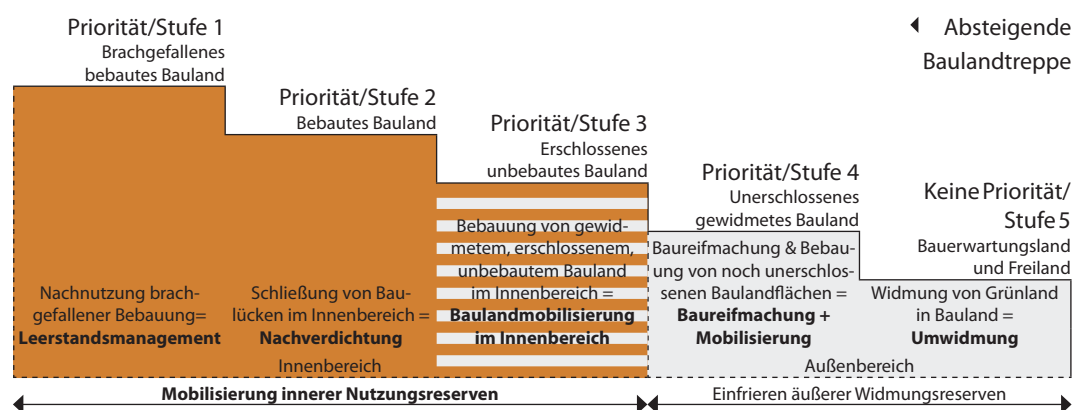 Absteigende
Baulandtreppe
Priorität/Stufe 1
Brachgefallenes
bebautes Bauland
Nachnutzung brach-
gefallener Bebauung=
Leerstandsmanagement
Priorität/Stufe 2
Bebautes Bauland
Schließung von Bau-
lücken im Innenbereich =
Nachverdichtung
Priorität/Stufe 3
Erschlossenes
unbebautes Bauland
Bebauung von gewid-
metem, erschlossenem,
unbebautem Bauland
im Innenbereich =
Baulandmobilisierung
im Innenbereich
Priorität/Stufe 4
Unerschlossenes
gewidmetes Bauland
Baureifmachung & Bebau-
ung von noch unerschlos-
senen Baulandflächen =
Baureifmachung +
Mobilisierung
Keine Priorität/
Stufe 5
Bauerwartungsland
und Freiland
Widmung von Grünland
in Bauland =
Umwidmung
Innenbereich
Außenbereich
Mobilisierung innerer Nutzungsreserven
Einfrieren äußerer Widmungsreserven